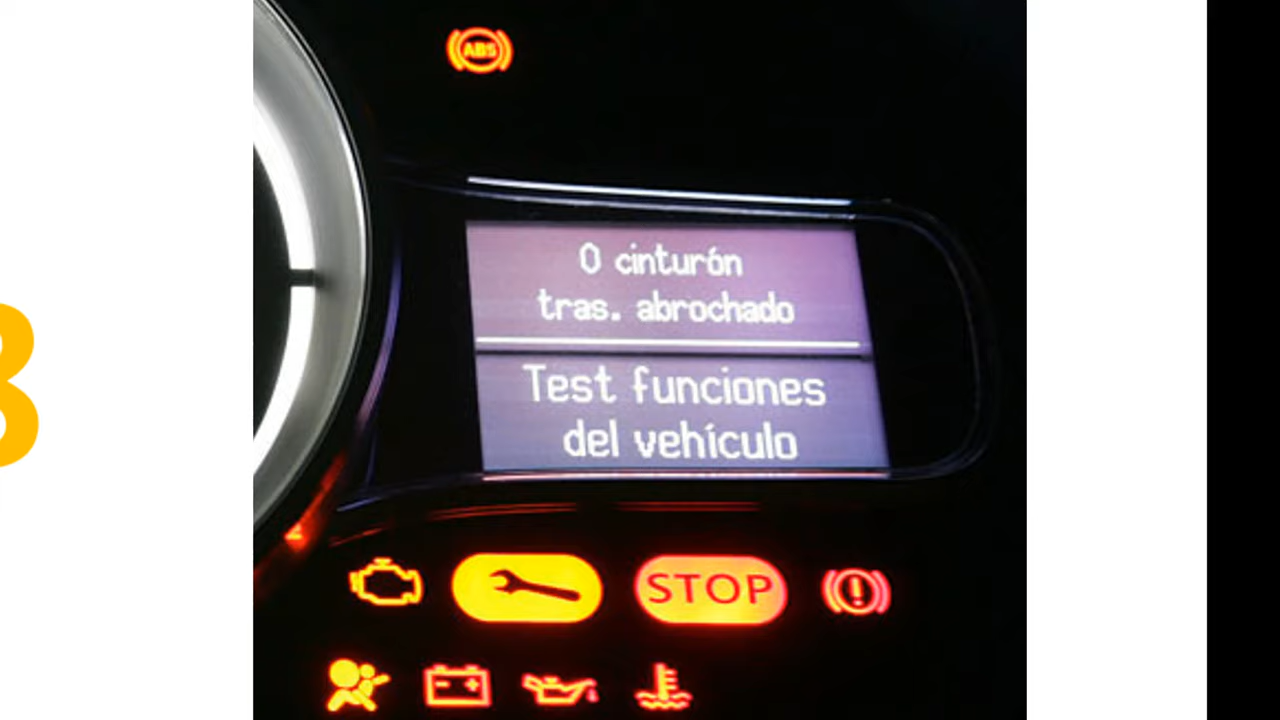 ABS
0 cinturón
tras. abrochado
Test funciones
del vehículo
STOP